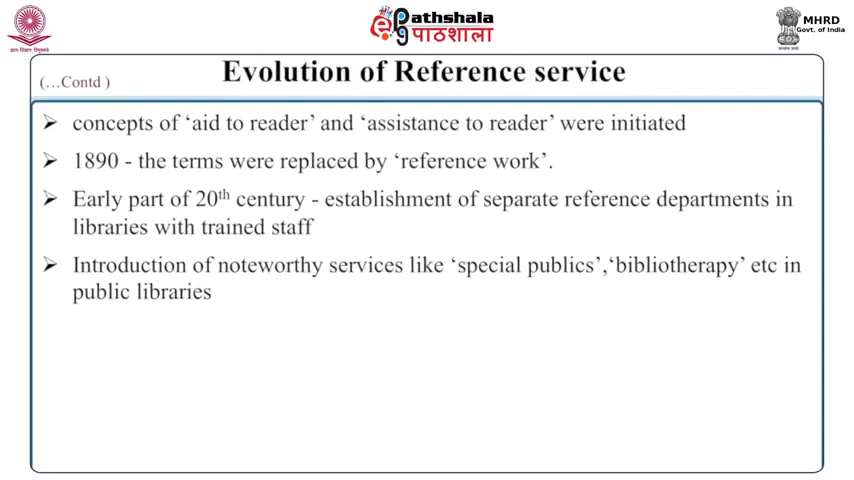 ज्ञान-विज्ञान विमुक्तये
epathshala
पाठशाला
MHRD
Govt. of India
(…Contd )
Evolution of Reference service
➢ concepts of ‘aid to reader’ and ‘assistance to reader’ were initiated
➢ 1890 - the terms were replaced by ‘reference work’.
➢ Early part of 20th century - establishment of separate reference departments in
libraries with trained staff
➢ Introduction of noteworthy services like ‘special publics’,‘bibliotherapy’ etc in
public libraries